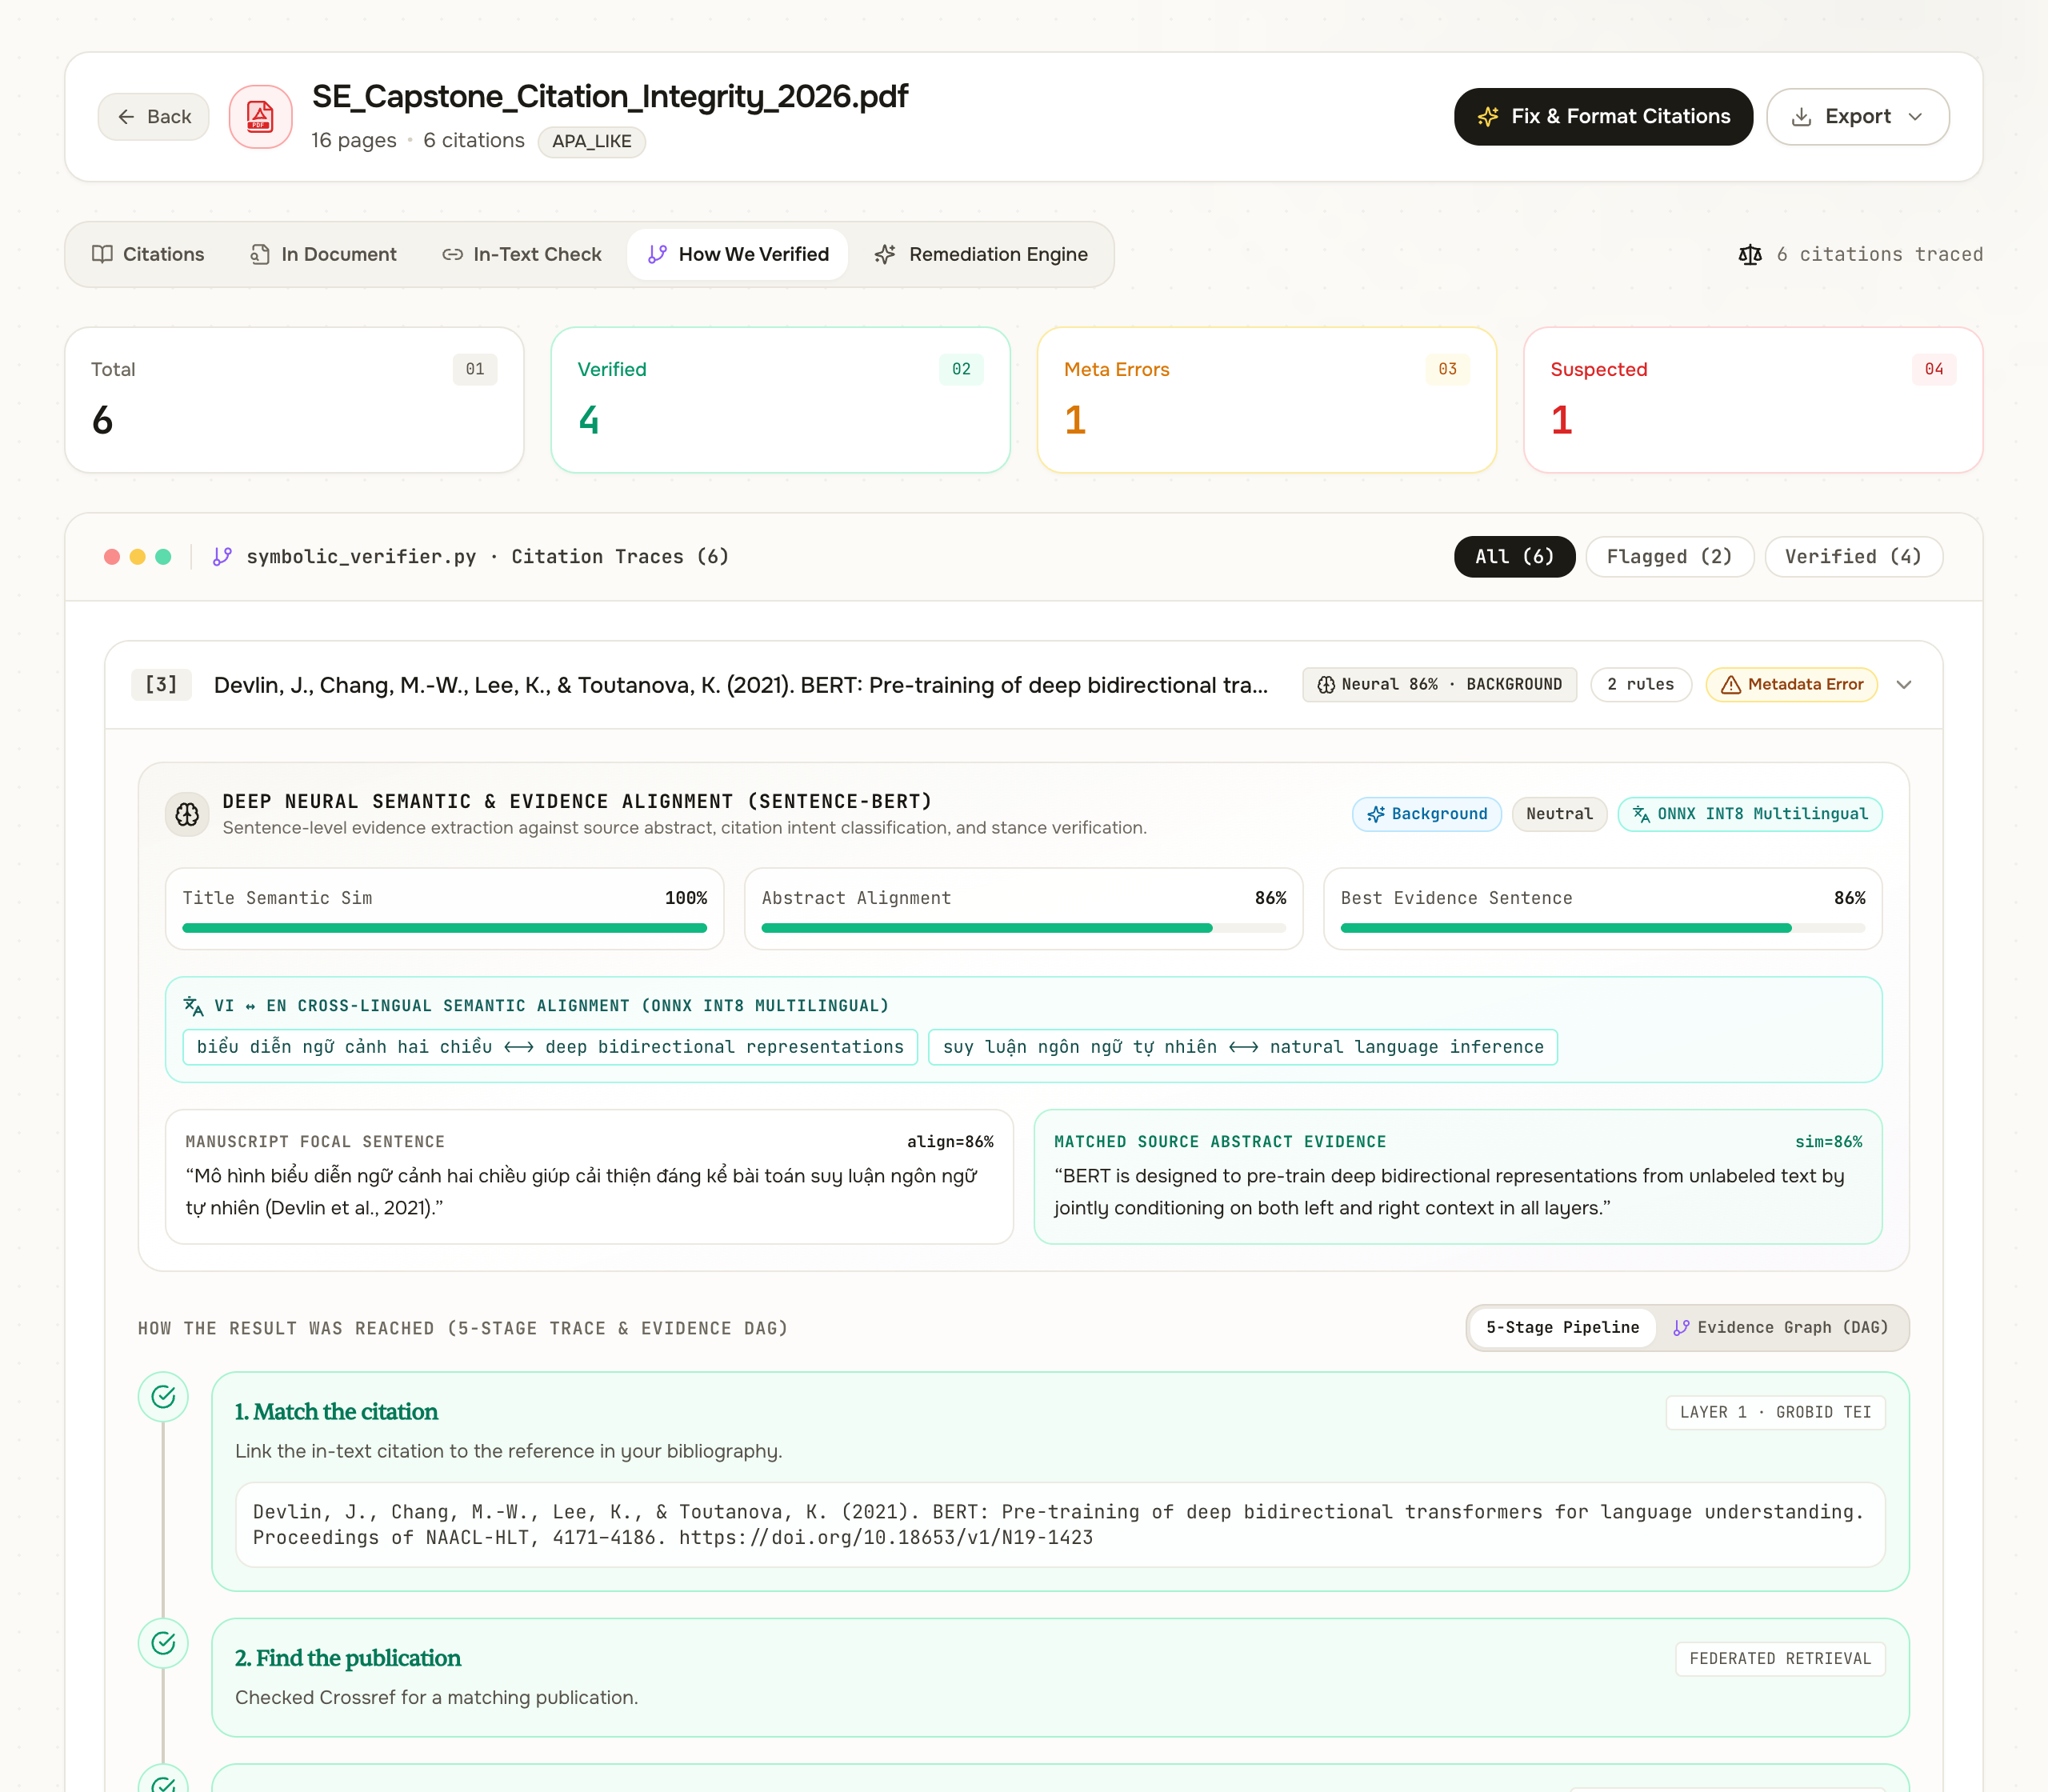 Back
SE_Capstone_Citation_Integrity_2026.pdf
16 pages • 6 citations APA_LIKE
Fix & Format Citations
Export
Citations
In Document
In-Text Check
How We Verified
Remediation Engine
6 citations traced
Total 01
6
Verified 02
4
Meta Errors 03
1
Suspected 04
1
symbolic_verifier.py · Citation Traces (6)
All (6)
Flagged (2)
Verified (4)
[3] Devlin, J., Chang, M.-W., Lee, K., & Toutanova, K. (2021). BERT: Pre-training of deep bidirectional tra...
Neural 86% · BACKGROUND
2 rules
Metadata Error
DEEP NEURAL SEMANTIC & EVIDENCE ALIGNMENT (SENTENCE-BERT)
Sentence-level evidence extraction against source abstract, citation intent classification, and stance verification.
Background
Neutral
ONNX INT8 Multilingual
Title Semantic Sim 100%
Abstract Alignment 86%
Best Evidence Sentence 86%
VI ↔ EN CROSS-LINGUAL SEMANTIC ALIGNMENT (ONNX INT8 MULTILINGUAL)
biểu diễn ngữ cảnh hai chiều ⟷ deep bidirectional representations
suy luận ngôn ngữ tự nhiên ⟷ natural language inference
MANUSCRIPT FOCAL SENTENCE align=86%
“Mô hình biểu diễn ngữ cảnh hai chiều giúp cải thiện đáng kể bài toán suy luận ngôn ngữ
tự nhiên (Devlin et al., 2021).”
MATCHED SOURCE ABSTRACT EVIDENCE sim=86%
“BERT is designed to pre-train deep bidirectional representations from unlabeled text by
jointly conditioning on both left and right context in all layers.”
HOW THE RESULT WAS REACHED (5-STAGE TRACE & EVIDENCE DAG)
5-Stage Pipeline
Evidence Graph (DAG)
1. Match the citation
LAYER 1 · GROBID TEI
Link the in-text citation to the reference in your bibliography.
Devlin, J., Chang, M.-W., Lee, K., & Toutanova, K. (2021). BERT: Pre-training of deep bidirectional transformers for language understanding.
Proceedings of NAACL-HLT, 4171–4186. https://doi.org/10.18653/v1/N19-1423
2. Find the publication
FEDERATED RETRIEVAL
Checked Crossref for a matching publication.